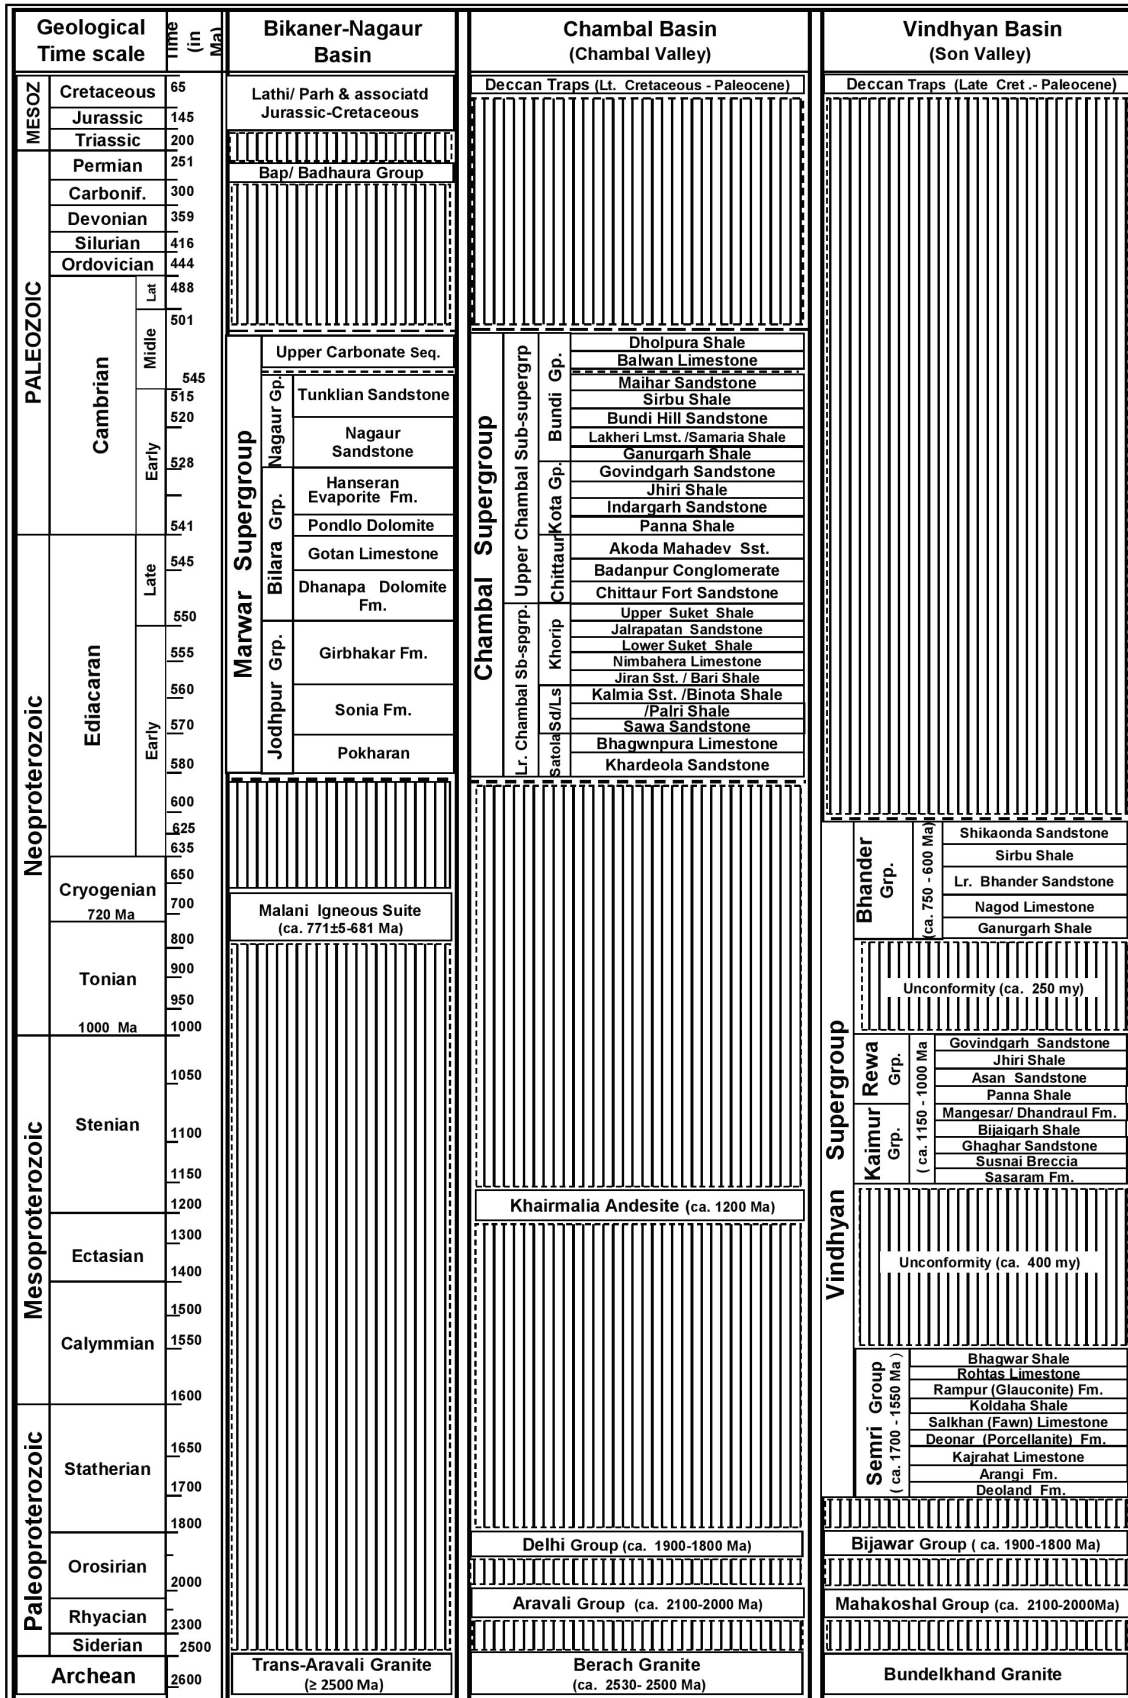 Geological
Time scale
Time
(in
Ma)
Bikaner-Nagaur
Basin
Chambal Basin
(Chambal Valley)
Vindhyan Basin
(Son Valley)
MESOZ
Cretaceous
65
Jurassic
145
Triassic
200
PALEOZOIC
Permian
251
Carbonif.
300
Devonian
359
Silurian
416
Ordovician
444
Cambrian
Lat
488
501
Midle
545
515
520
Early
528
541
Neoproterozoic
Ediacaran
Late
545
550
Early
555
560
570
580
600
625
635
Cryogenian
650
700
720 Ma
Tonian
800
900
950
1000 Ma
1000
Mesoproterozoic
Stenian
1050
1100
1150
1200
Ectasian
1300
1400
Calymmian
1500
1550
1600
Paleoproterozoic
Statherian
1650
1700
1800
Orosirian
2000
Rhyacian
2300
Siderian
2500
Archean
2600
Lathi/ Parh & associatd
Jurassic-Cretaceous
Bap/ Badhaura Group
Marwar Supergroup
Upper Carbonate Seq.
Nagaur Gp.
Tunklian Sandstone
Nagaur
Sandstone
Bilara Grp.
Hanseran
Evaporite Fm.
Pondlo Dolomite
Gotan Limestone
Dhanapa Dolomite
Fm.
Jodhpur Grp.
Girbhakar Fm.
Sonia Fm.
Pokharan
Malani Igneous Suite
(ca. 771±5-681 Ma)
Trans-Aravali Granite
(≥ 2500 Ma)
Deccan Traps (Lt. Cretaceous - Paleocene)
Chambal Supergroup
Upper Chambal Sub-supergrp
Bundi Gp.
Dholpura Shale
Balwan Limestone
Maihar Sandstone
Sirbu Shale
Bundi Hill Sandstone
Lakheri Lmst. /Samaria Shale
Ganurgarh Shale
Kota Gp.
Govindgarh Sandstone
Jhiri Shale
Indargarh Sandstone
Panna Shale
Chittaur
Akoda Mahadev Sst.
Badanpur Conglomerate
Chittaur Fort Sandstone
Lr. Chambal Sb-spgrp.
Khorip
Upper Suket Shale
Jalrapatan Sandstone
Lower Suket Shale
Nimbahera Limestone
Jiran Sst. / Bari Shale
Sd/Ls
Kalmia Sst. /Binota Shale
/Palri Shale
Sawa Sandstone
Satola
Bhagwnpura Limestone
Khardeola Sandstone
Khairmalia Andesite (ca. 1200 Ma)
Delhi Group (ca. 1900-1800 Ma)
Aravali Group (ca. 2100-2000 Ma)
Berach Granite
(ca. 2530- 2500 Ma)
Deccan Traps (Late Cret .- Paleocene)
Vindhyan Supergroup
Bhander
Grp.
(ca. 750 - 600 Ma)
Shikaonda Sandstone
Sirbu Shale
Lr. Bhander Sandstone
Nagod Limestone
Ganurgarh Shale
Unconformity (ca. 250 my)
Rewa
Grp.
( ca. 1150 - 1000 Ma
Govindgarh Sandstone
Jhiri Shale
Asan Sandstone
Panna Shale
Kaimur
Grp.
Mangesar/ Dhandraul Fm.
Bijaigarh Shale
Ghaghar Sandstone
Susnai Breccia
Sasaram Fm.
Unconformity (ca. 400 my)
Semri Group
( ca. 1700 - 1550 Ma )
Bhagwar Shale
Rohtas Limestone
Rampur (Glauconite) Fm.
Koldaha Shale
Salkhan (Fawn) Limestone
Deonar (Porcellanite) Fm.
Kajrahat Limestone
Arangi Fm.
Deoland Fm.
Bijawar Group ( ca. 1900-1800 Ma)
Mahakoshal Group (ca. 2100-2000Ma)
Bundelkhand Granite